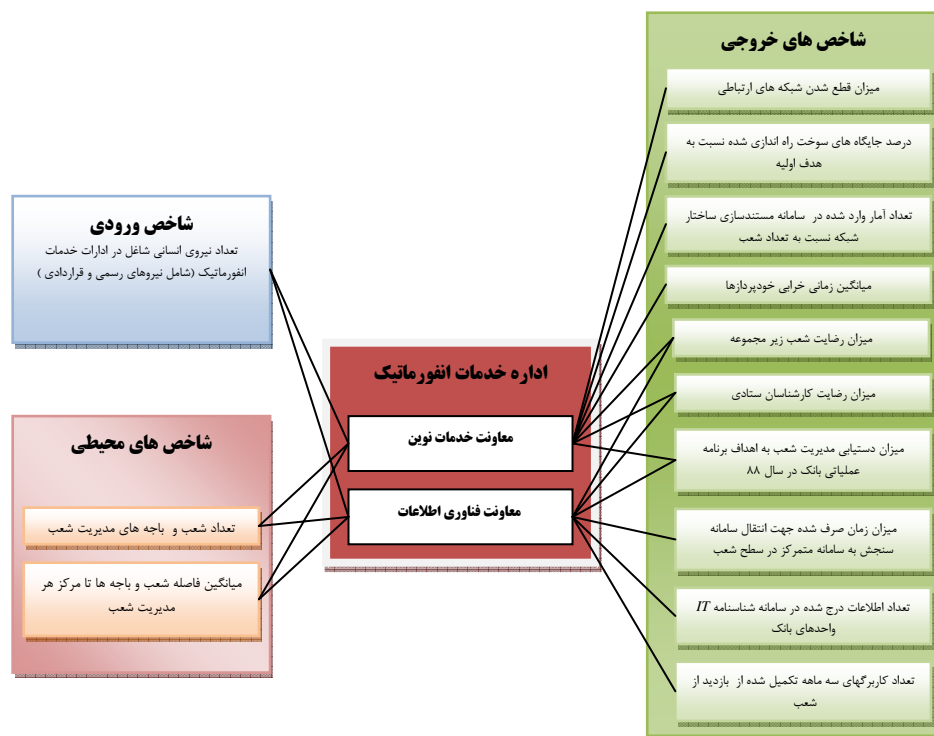 شاخص های خروجی
میزان قطع شدن شبکه های ارتباطی
درصد جایگاه های سوخت راه اندازی شده نسبت به
هدف اولیه
تعداد آمار وارد شده در سامانه مستندسازی ساختار
شبکه نسبت به تعداد شعب
میانگین زمانی خرابی خودپردازها
میزان رضایت شعب زیر مجموعه
میزان رضایت کارشناسان ستادی
میزان دستیابی مدیریت شعب به اهداف برنامه
عملیاتی بانک در سال ۸۸
میزان زمان صرف شده جهت انتقال سامانه
سنجش به سامانه متمرکز در سطح شعب
تعداد اطلاعات درج شده در سامانه شناسنامه IT
واحدهای بانک
تعداد کاربرگهای سه ماهه تکمیل شده از بازدید از
شعب
اداره خدمات انفورماتیک
معاونت خدمات نوین
معاونت فناوری اطلاعات
شاخص ورودی
تعداد نیروی انسانی شاغل در ادارات خدمات
انفورماتیک (شامل نیروهای رسمی و قراردادی )
شاخص های محیطی
تعداد شعب و باجه های مدیریت شعب
میانگین فاصله شعب و باجه ها تا مرکز هر
مدیریت شعب